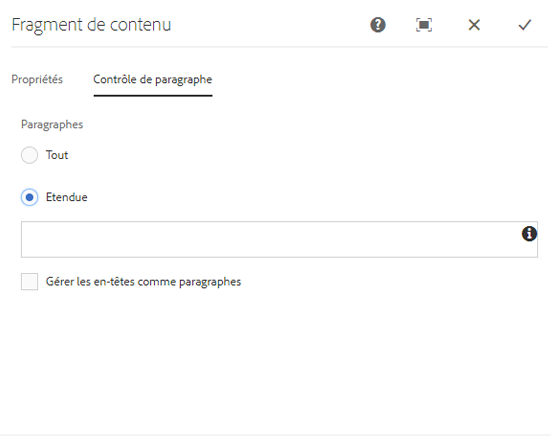 Fragment de contenu
Propriétés Contrôle de paragraphe
Paragraphes
Tout
Etendue
Gérer les en-têtes comme paragraphes